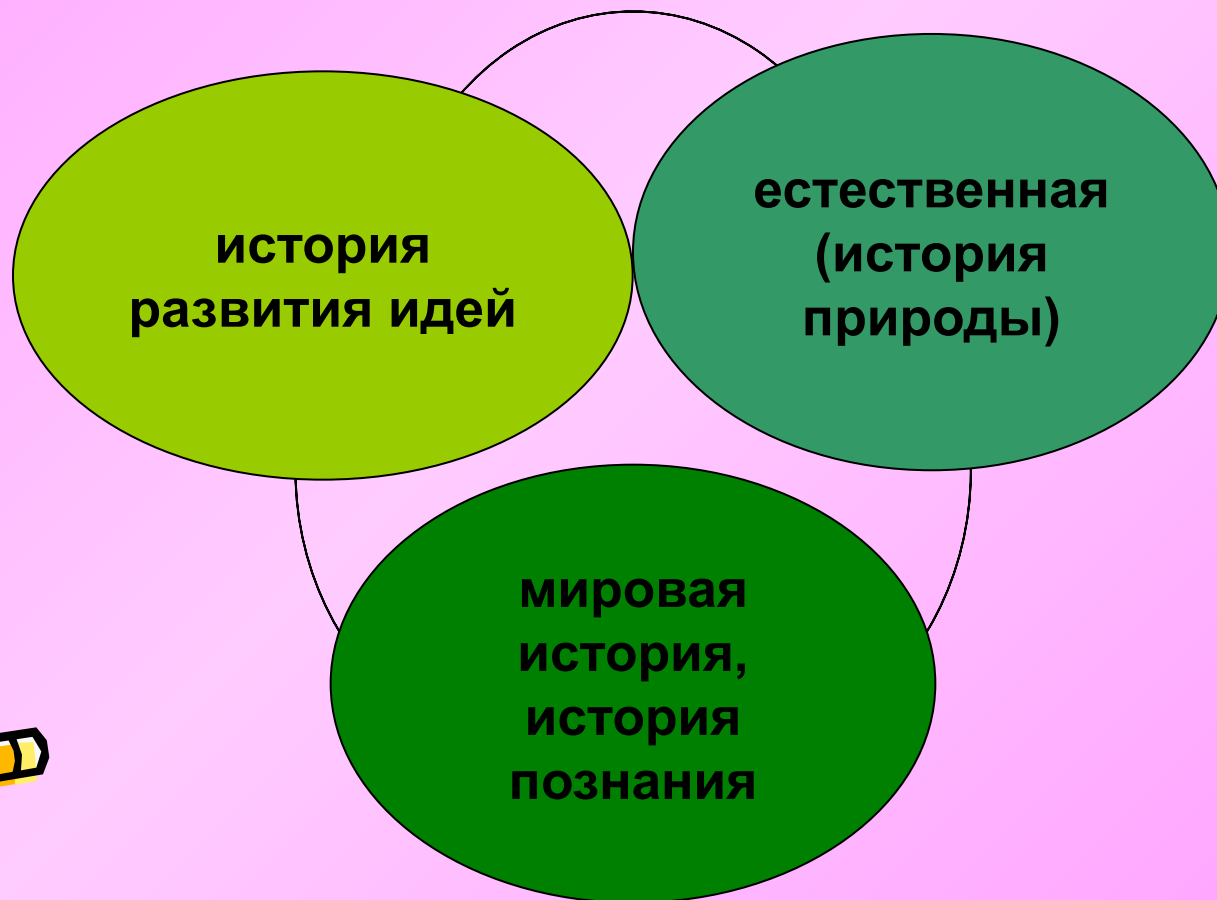 история
развития идей
естественная
(история
природы)
мировая
история,
история
познания